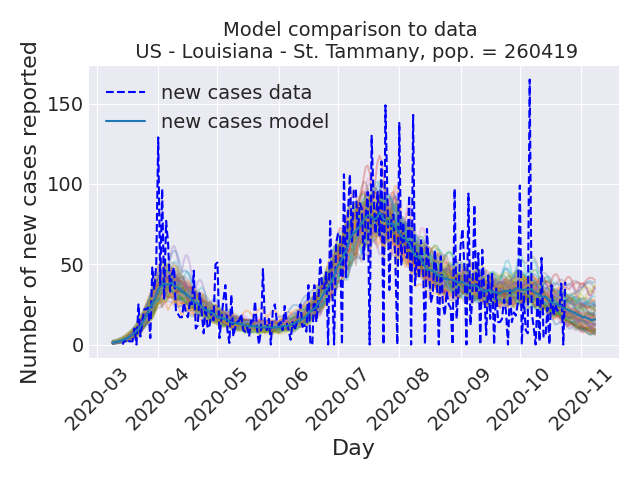 Model comparison to data
US - Louisiana - St. Tammany, pop. = 260419
Number of new cases reported
150
100
50
0
new cases data
new cases model
2020-03
2020-04
2020-05
2020-06
2020-07
2020-08
2020-09
2020-10
2020-11
Day